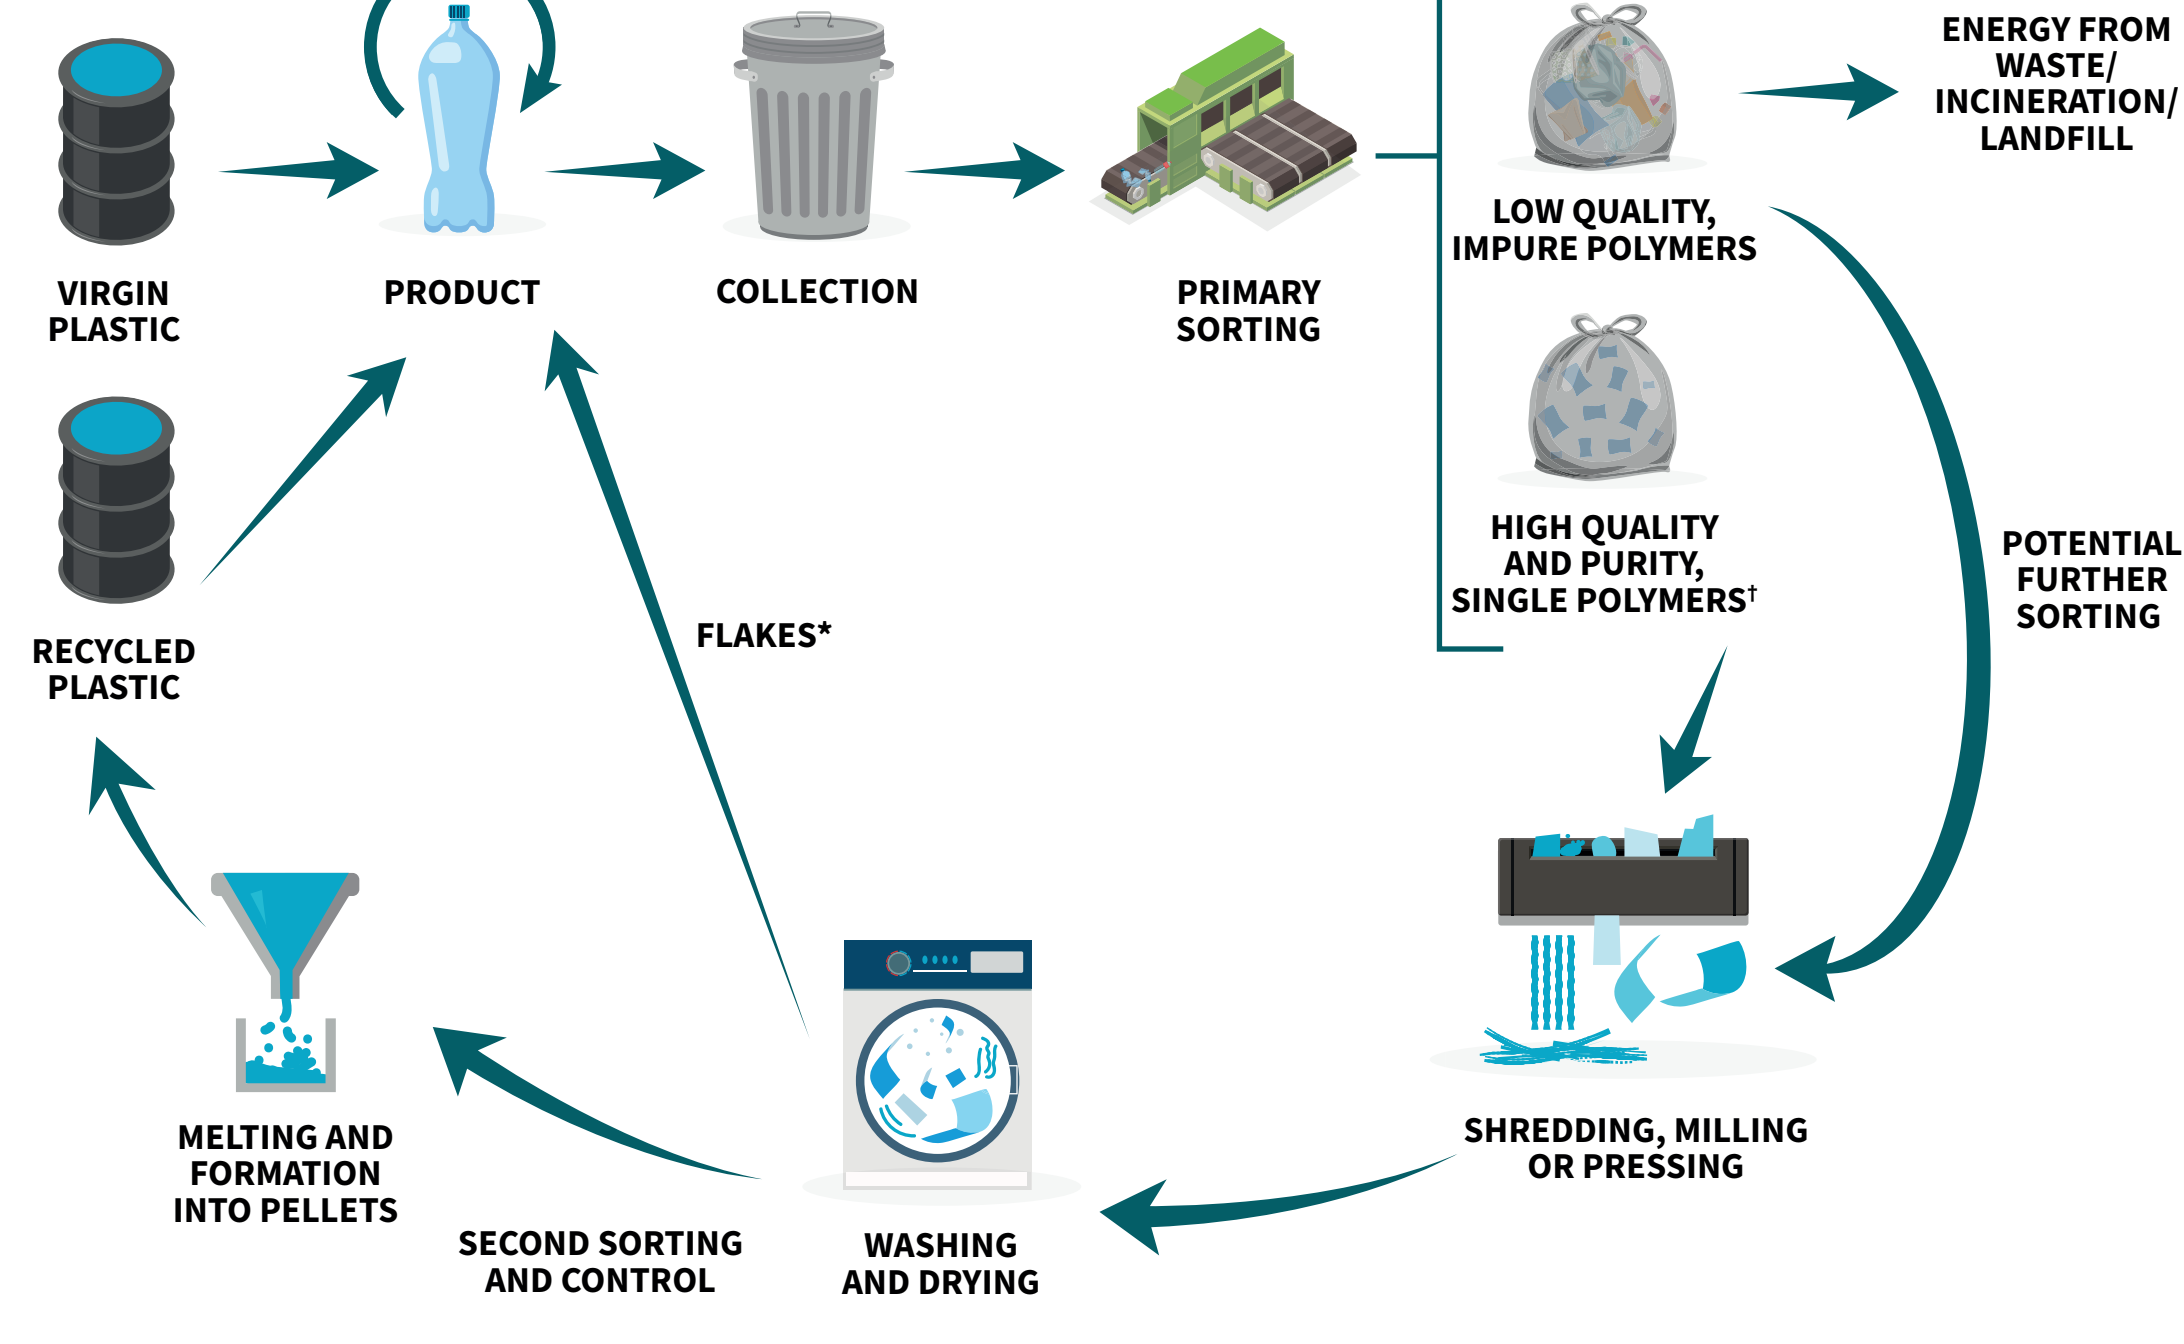 ENERGY FROM
WASTE/
INCINERATION/
LANDFILL
LOW QUALITY,
IMPURE POLYMERS
VIRGIN
PLASTIC
PRODUCT
COLLECTION
PRIMARY
SORTING
HIGH QUALITY
AND PURITY,
SINGLE POLYMERS†
POTENTIAL
FURTHER
SORTING
FLAKES*
RECYCLED
PLASTIC
MELTING AND
FORMATION
INTO PELLETS
SECOND SORTING
AND CONTROL
WASHING
AND DRYING
SHREDDING, MILLING
OR PRESSING